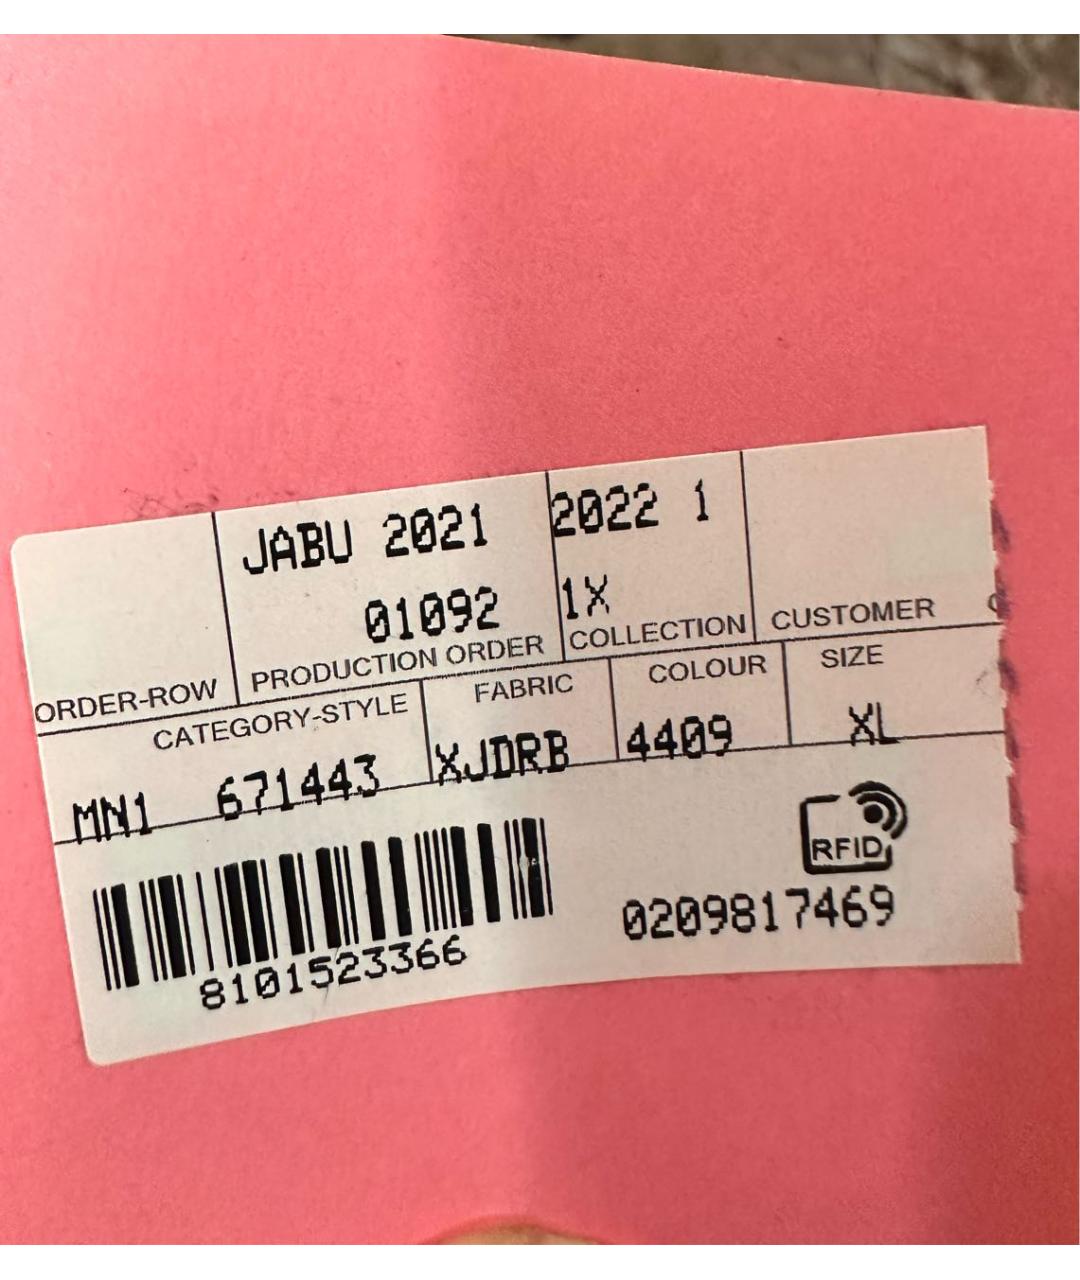 JABU 2021
2022 1
01092
1X
ORDER-ROW
PRODUCTION ORDER
COLLECTION
CUSTOMER
CATEGORY-STYLE
FABRIC
COLOUR
SIZE
MN1 671443
XJDRB
4409
XL
RFID
8101523366
0209817469